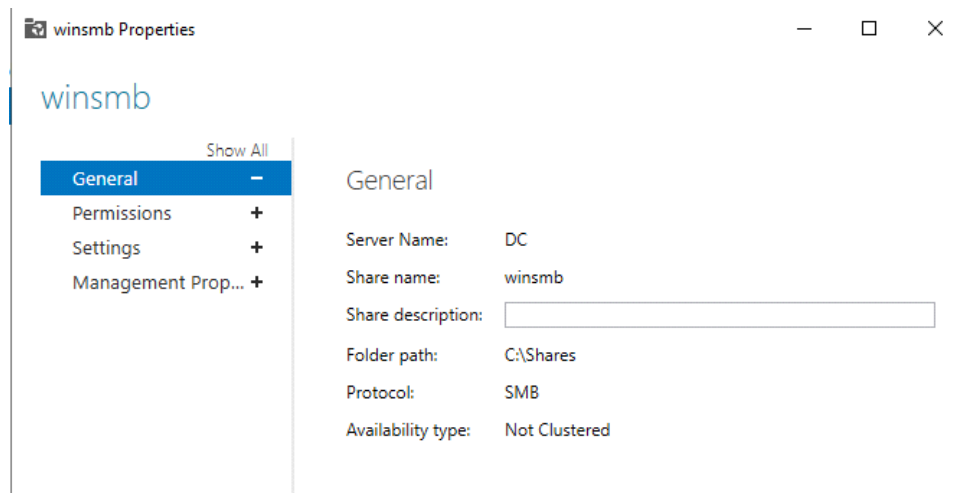 winsmb Properties
winsmb
Show All
General
Permissions
Settings
Management Prop...
General
Server Name: DC
Share name: winsmb
Share description:
Folder path: C:\Shares
Protocol: SMB
Availability type: Not Clustered